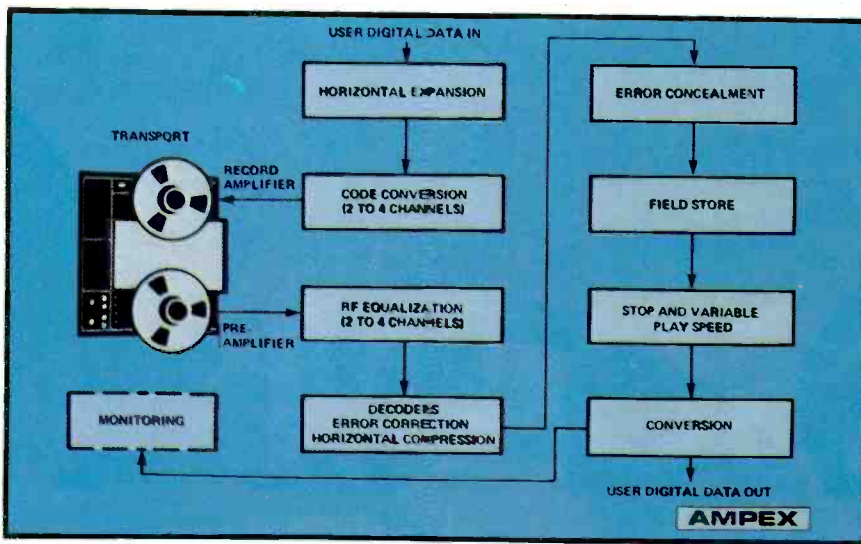 USER DIGITAL DATA IN
HORIZONTAL EXPANSION
TRANSPORT
RECORD
AMPLIFIER
CODE CONVERSION
(2 TO 4 CHANNELS)
RF EQUALIZATION
(2 TO 4 CHANNELS)
PRE-
AMPLIFIER
DECODERS
ERROR CORRECTION
HORIZONTAL COMPRESSION
MONITORING
ERROR CONCEALMENT
FIELD STORE
STOP AND VARIABLE
PLAY SPEED
CONVERSION
USER DIGITAL DATA OUT
AMPEX